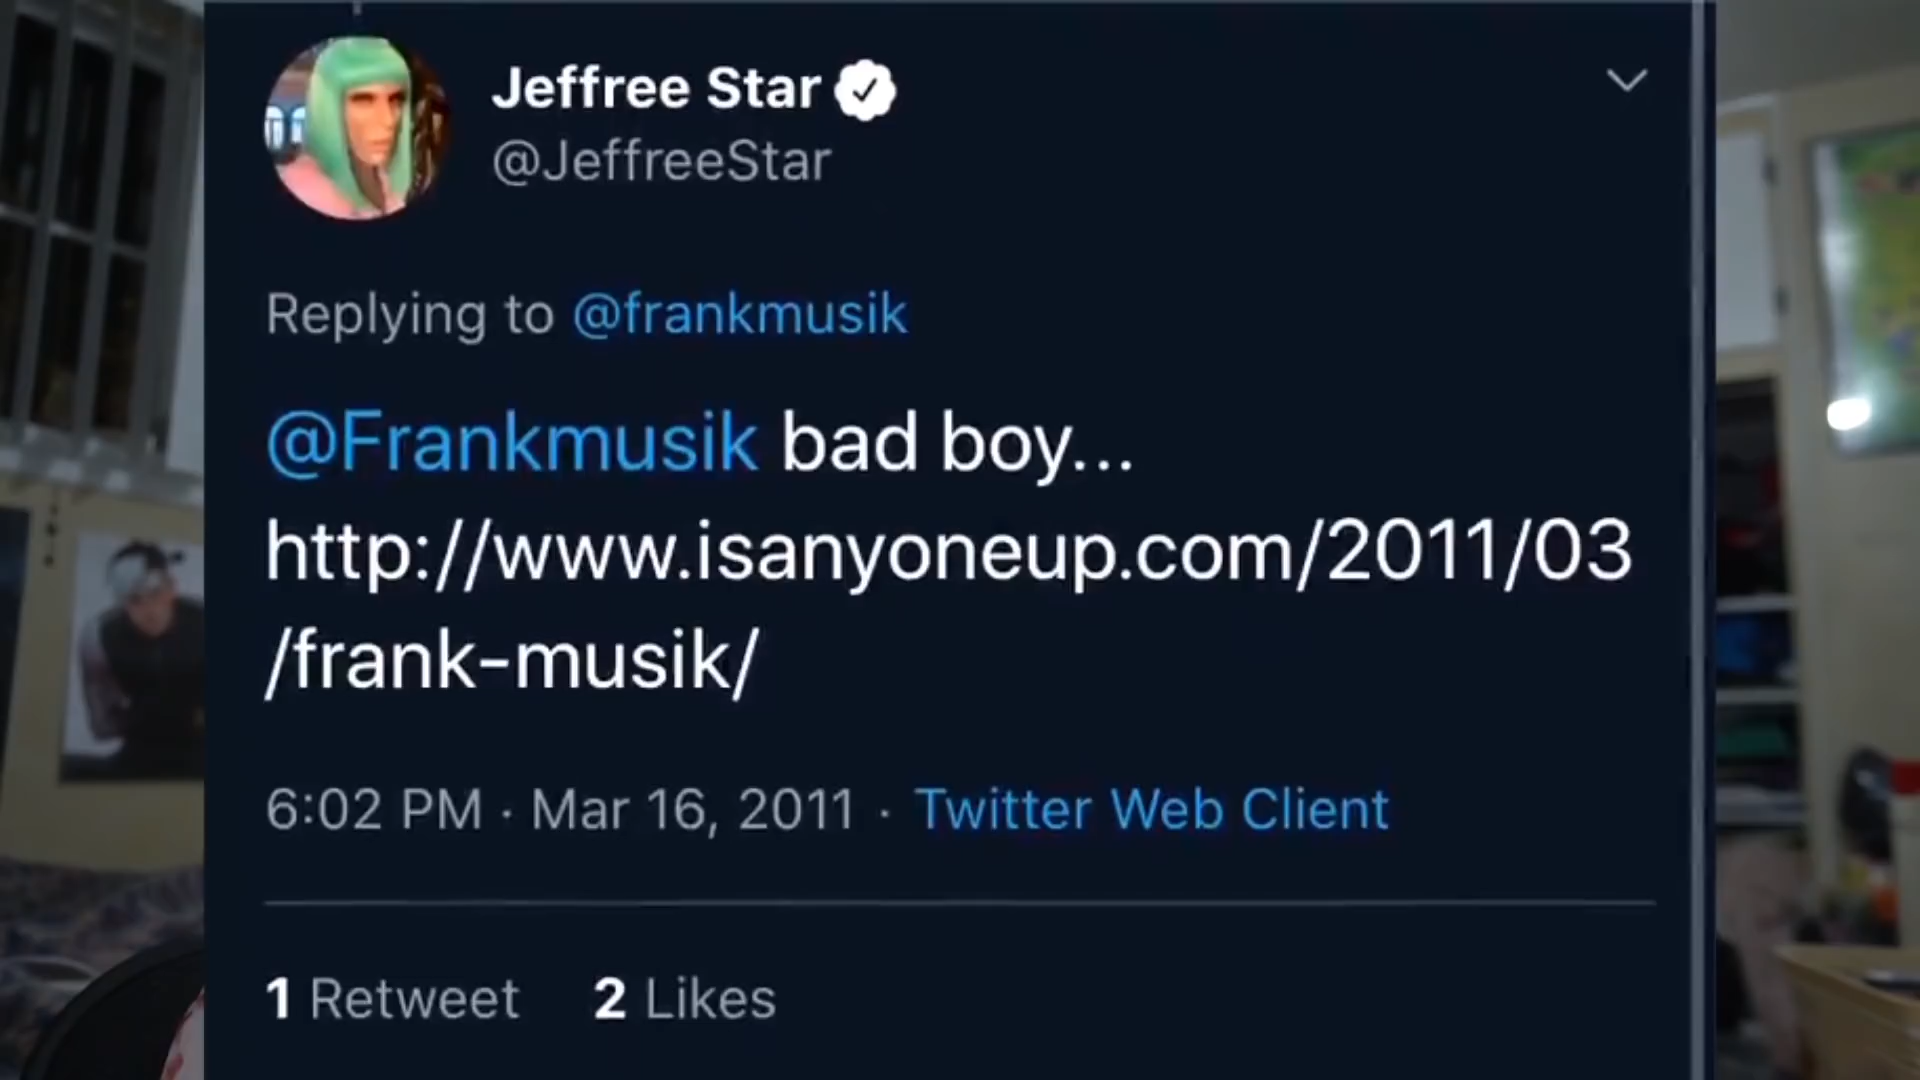 Jeffree Star
@JeffreeStar
Replying to @frankmusik
@Frankmusik bad boy...
http://www.isanyoneup.com/2011/03
/frank-musik/
6:02 PM · Mar 16, 2011 · Twitter Web Client
1 Retweet 2 Likes